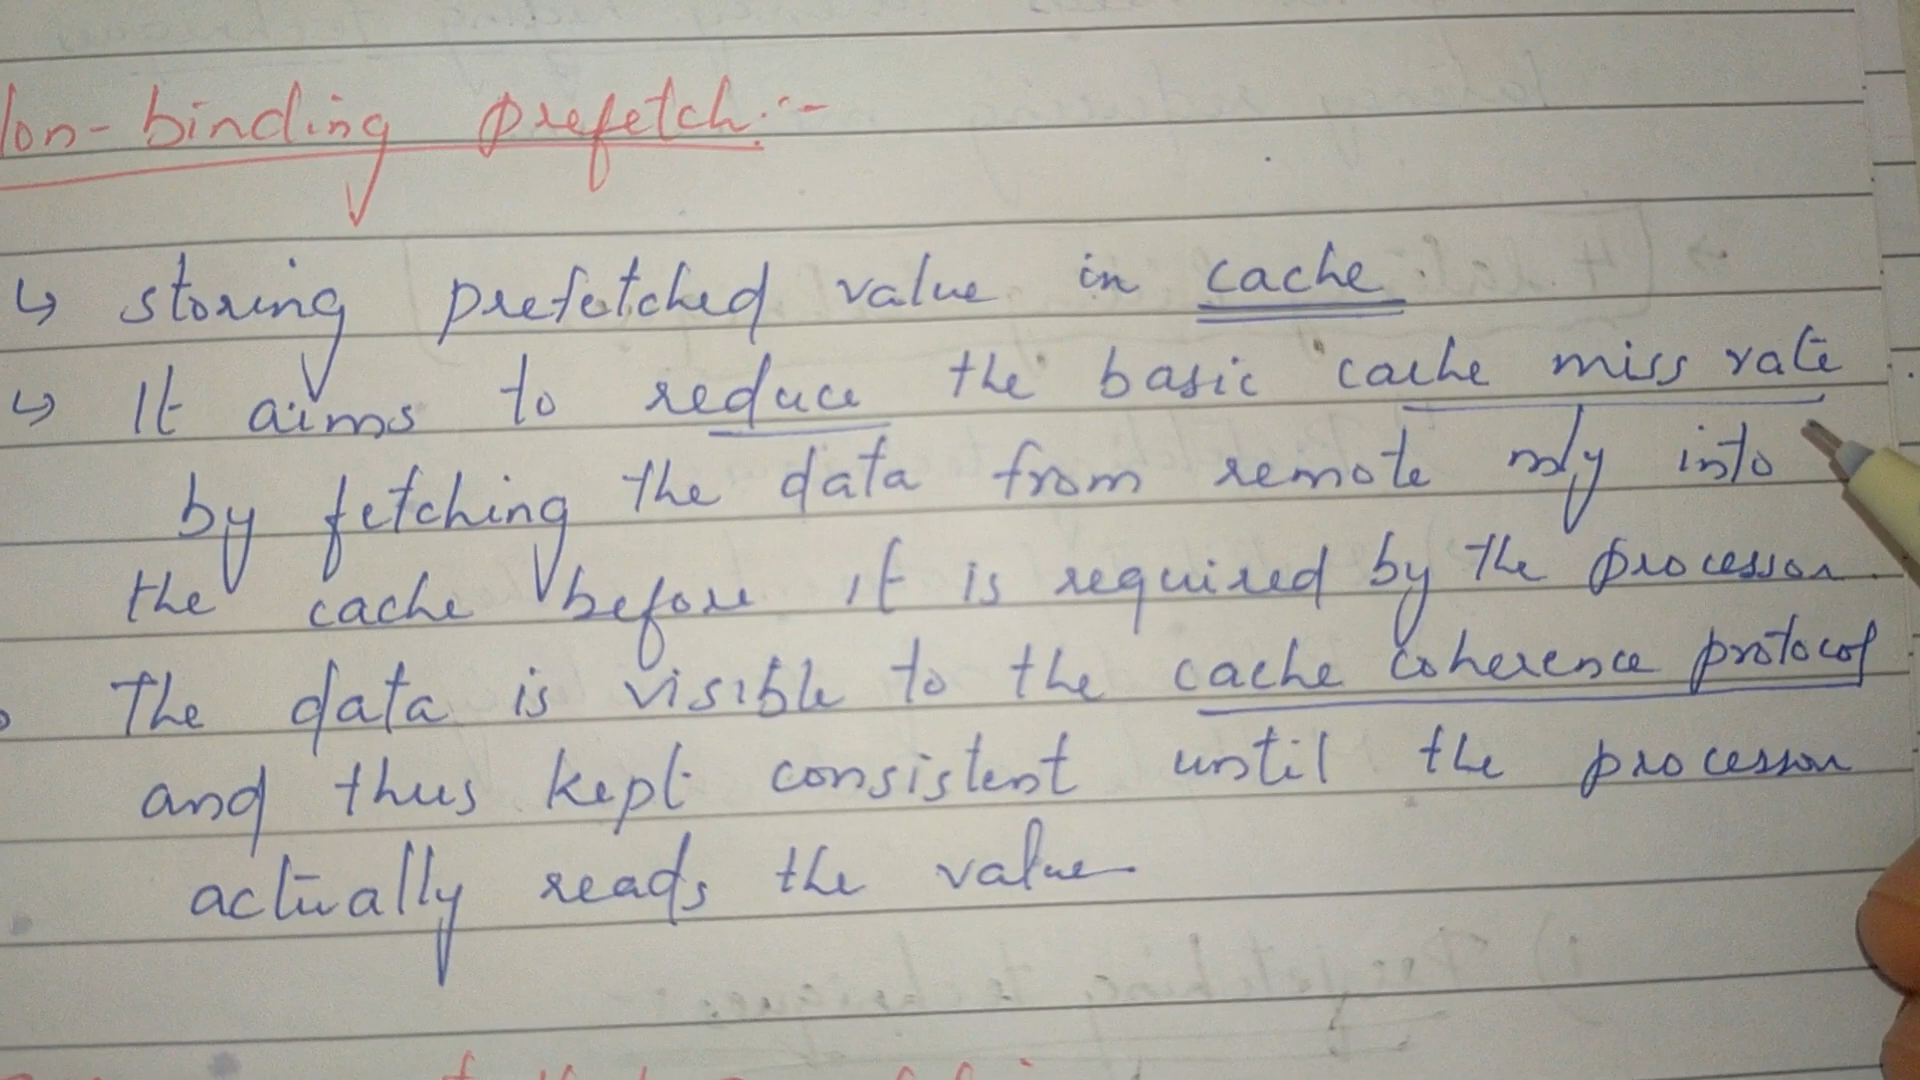 on-binding prefetch:-
↳ storing prefetched value in cache
↳ It aims to reduce the basic cache miss rate
by fetching the data from remote mly into
the cache before it is required by the processor.
The data is visible to the cache coherence protocol
and thus kept consistent until the processor
actually reads the value